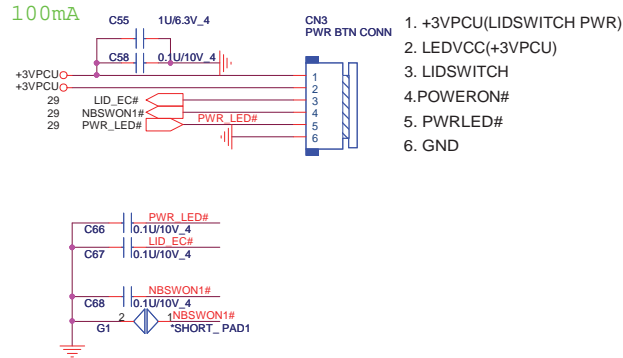 100mA
C55 1U/6.3V_4
C58 0.1U/10V_4
CN3
PWR BTN CONN
+3VPCU
+3VPCU
29 LID_EC#
29 NBSWON1#
29 PWR_LED#
PWR_LED#
1
2
3
4
5
6
1. +3VPCU(LIDSWITCH PWR)
2. LEDVCC(+3VPCU)
3. LIDSWITCH
4.POWERON#
5. PWRLED#
6. GND
PWR_LED#
C66 0.1U/10V_4
LID_EC#
C67 0.1U/10V_4
NBSWON1#
C68 0.1U/10V_4
2 1 NBSWON1#
G1 *SHORT_ PAD1